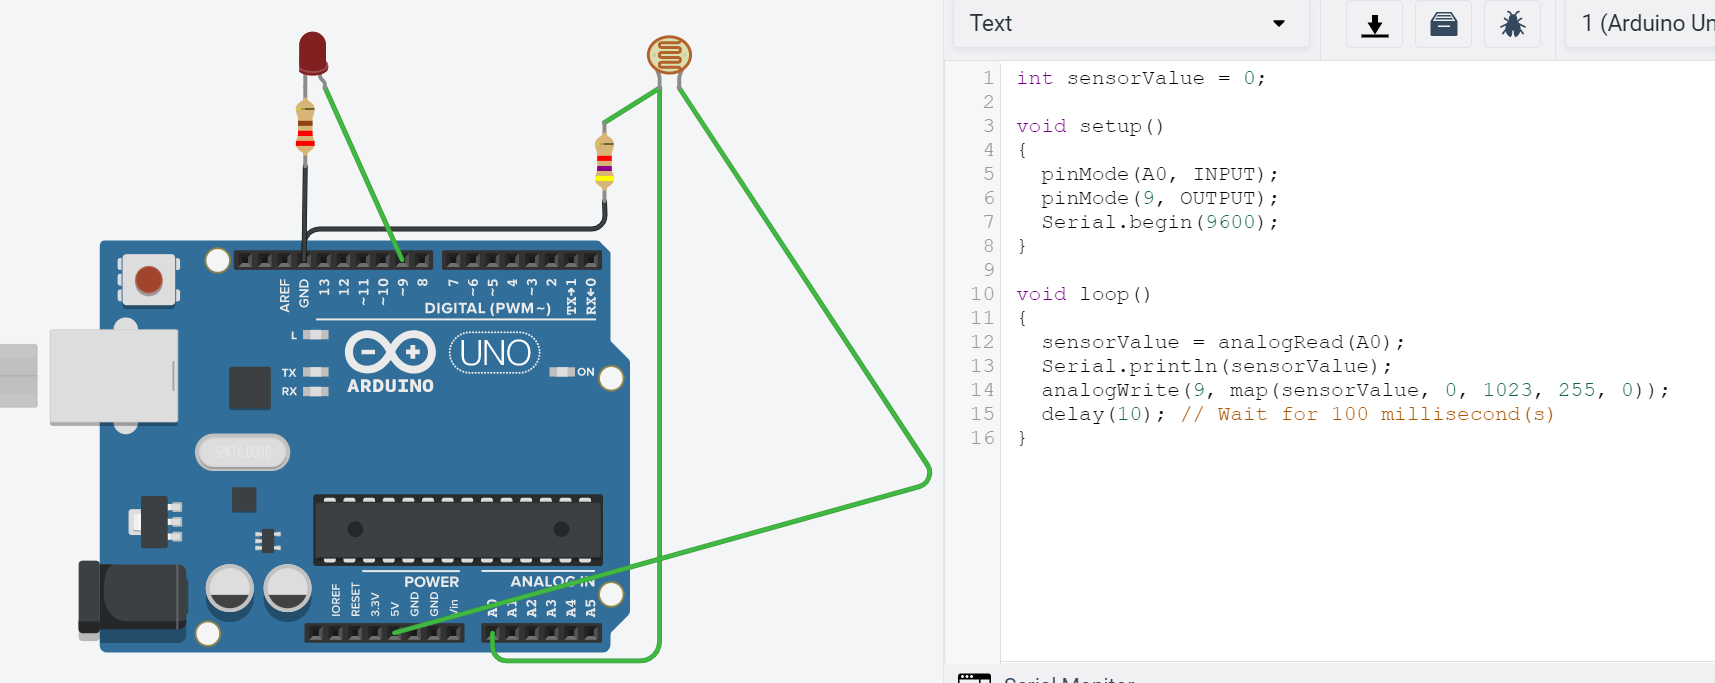 AREF
GND
13
12
~11
~10
~9
8
7
~6
~5
4
~3
2
TX→1
RX←0
DIGITAL (PWM~)
L
TX
RX
ARDUINO
UNO
ON
SPK16.000G
POWER
ANALOG IN
IOREF
RESET
3.3V
5V
GND
GND
Vin
A0
A1
A2
A3
A4
A5
Text
1 (Arduino Un
1 int sensorValue = 0;
2
3 void setup()
4 {
5 pinMode(A0, INPUT);
6 pinMode(9, OUTPUT);
7 Serial.begin(9600);
8 }
9
10 void loop()
11 {
12 sensorValue = analogRead(A0);
13 Serial.println(sensorValue);
14 analogWrite(9, map(sensorValue, 0, 1023, 255, 0));
15 delay(10); // Wait for 100 millisecond(s)
16 }
Serial Monitor